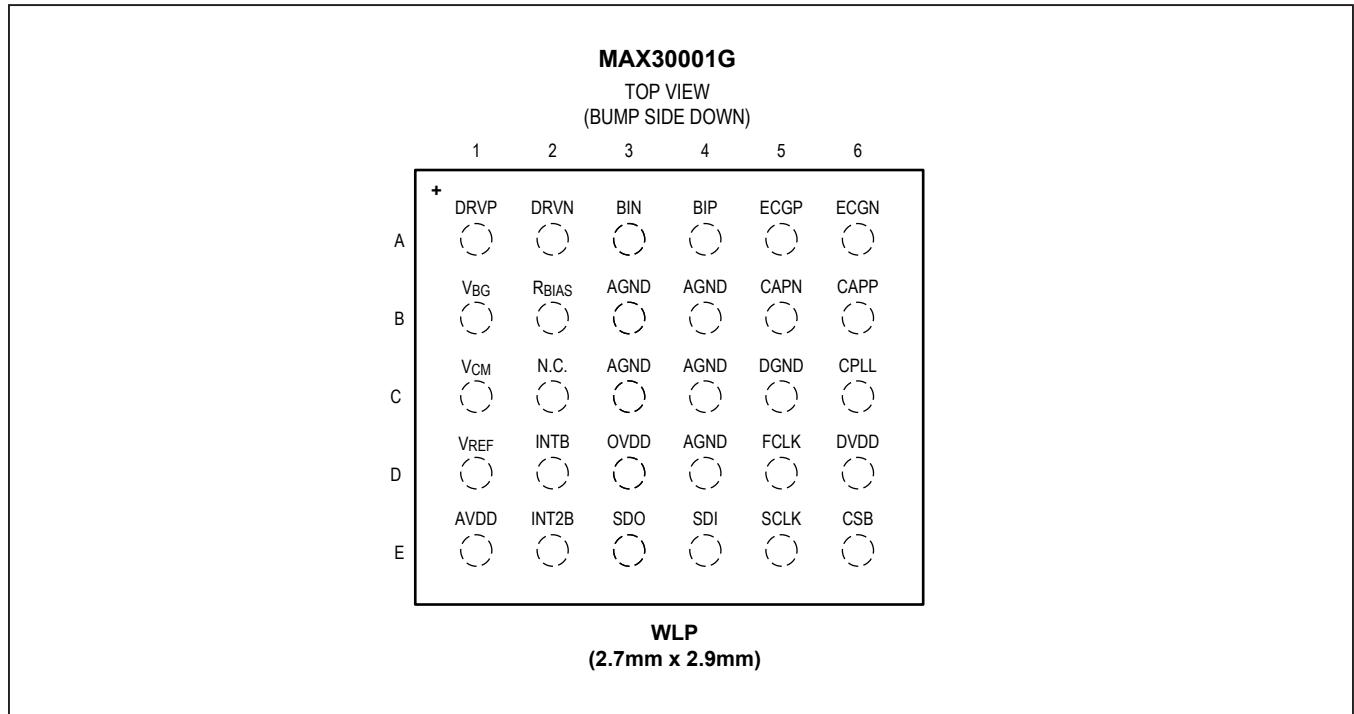 MAX30001G
TOP VIEW
(BUMP SIDE DOWN)
1 2 3 4 5 6
+
DRVP DRVN BIN BIP ECGP ECGN
A
VBG RBIAS AGND AGND CAPN CAPP
B
VCM N.C. AGND AGND DGND CPLL
C
VREF INTB OVDD AGND FCLK DVDD
D
AVDD INT2B SDO SDI SCLK CSB
E
WLP
(2.7mm x 2.9mm)